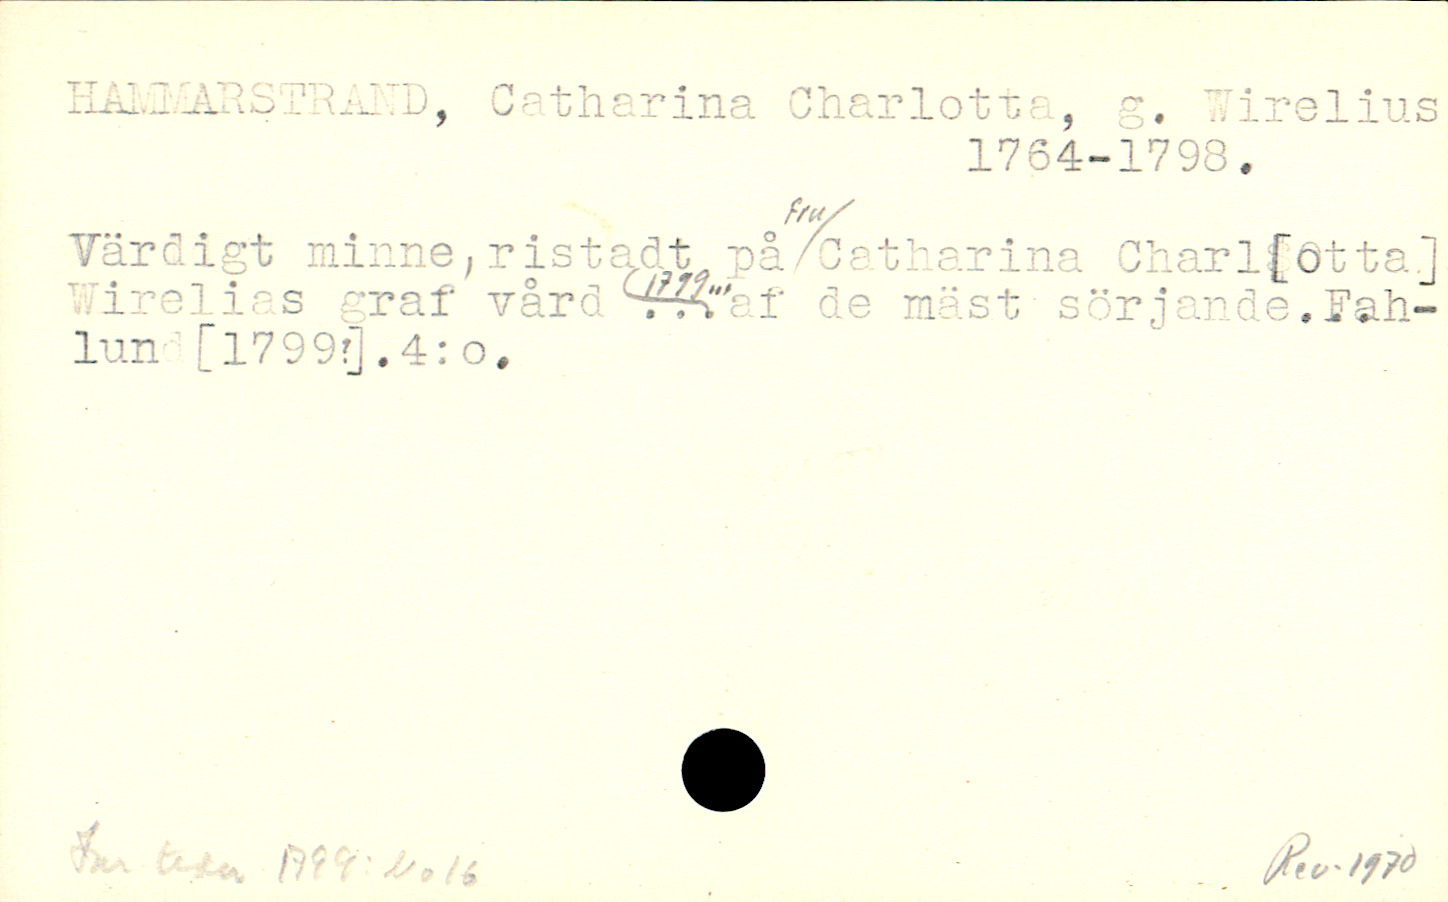 HAMMARSTRAND, Catharina Charlotta, g. Wirelius
1764-1798.
Fru/
Värdigt minne,ristadt på Catharina Charl[otta]
1799...
Wirelias graf vård ... af de mäst sörjande.Fah-
lund [1799?].4:o.
1799: No 16
Rev. 1970